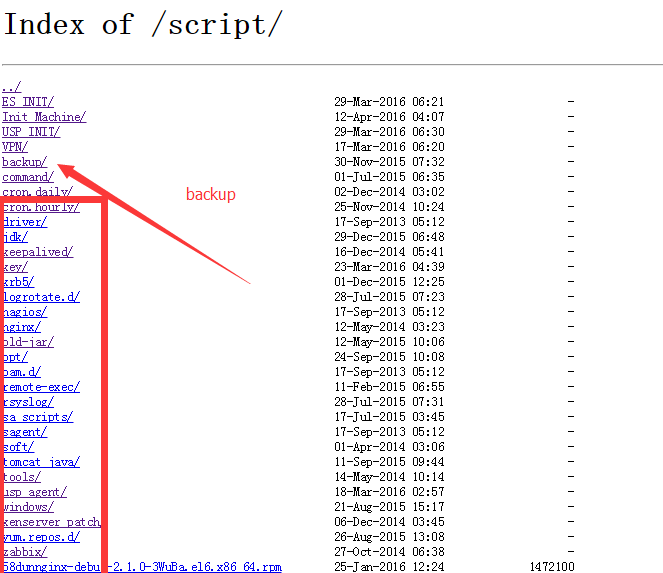 Index of /script/
../
ES_INIT/ 29-Mar-2016 06:21 -
Init_Machine/ 12-Apr-2016 04:07 -
USP_INIT/ 29-Mar-2016 06:30 -
VPN/ 17-Mar-2016 06:20 -
backup/ 30-Nov-2015 07:32 -
command/ 01-Jul-2015 06:35 -
backup
cron.daily/ 02-Dec-2014 03:02 -
cron.hourly/ 25-Nov-2014 10:24 -
driver/ 17-Sep-2013 05:12 -
jdk/ 29-Dec-2015 06:48 -
keepalived/ 16-Dec-2014 05:41 -
key/ 23-Mar-2016 04:39 -
krb5/ 01-Dec-2015 12:25 -
logrotate.d/ 28-Jul-2015 07:23 -
nagios/ 17-Sep-2013 05:12 -
nginx/ 12-May-2014 03:23 -
old-jar/ 12-May-2015 10:06 -
opt/ 24-Sep-2015 10:08 -
pam.d/ 17-Sep-2013 05:12 -
remote-exec/ 11-Feb-2015 06:55 -
rsyslog/ 28-Jul-2015 07:31 -
sa_scripts/ 17-Jul-2015 03:45 -
sagent/ 17-Sep-2013 05:12 -
soft/ 01-Apr-2014 03:06 -
tomcat_java/ 11-Sep-2015 09:44 -
tools/ 14-May-2014 10:14 -
usp_agent/ 18-Mar-2016 02:57 -
windows/ 21-Aug-2015 15:17 -
xenserver_patch 06-Dec-2014 03:45 -
yum.repos.d/ 26-Aug-2015 13:08 -
zabbix/ 27-Oct-2014 06:38 -
58dunnginx-debu -2.1.0-3WuBa.el6.x86_64.rpm 25-Jan-2016 12:24 1472100